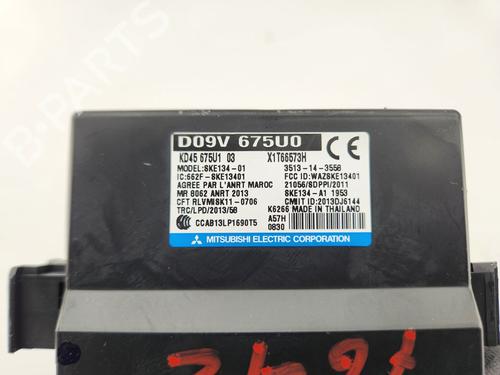 D09V 675U0
KD45 675U1 03 X1T66573H
MODEL:SKE134-01 3513-14-3556
IC:662F-SKE13401 FCC ID:WAZSKE13401
AGREE PAR L'ANRT MAROC 21056/SDPPI/2011
MR 8062 ANRT 2013 SKE134-A1 1953
CFT RLVMISK11-0706 CMIIT ID:2013DJ6144
TRC/LPD/2013/58 K6266 MADE IN THAILAND
CCAB13LP1690T5 A57H
0830
MITSUBISHI ELECTRIC CORPORATION